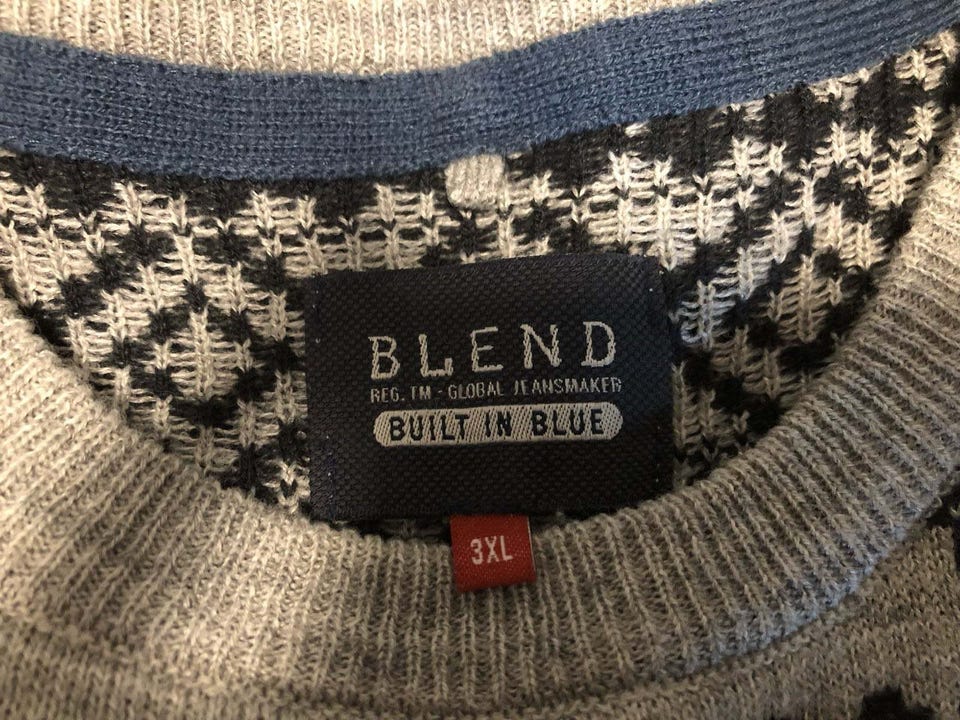 BLEND
REG. TM - GLOBAL JEANSMAKER
BUILT IN BLUE
3XL